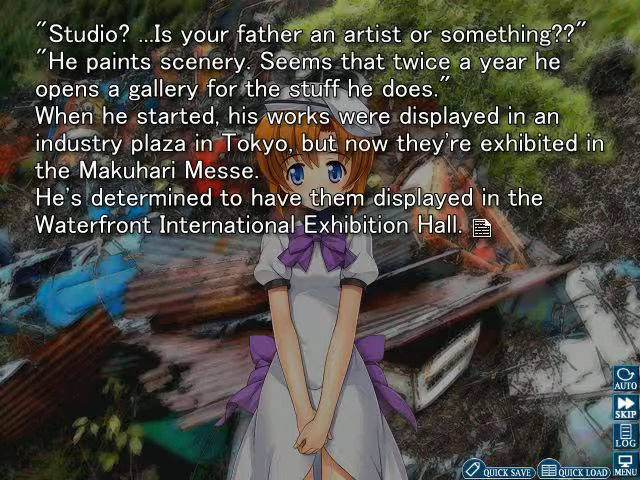 "Studio? ...Is your father an artist or something??"
"He paints scenery. Seems that twice a year he
opens a gallery for the stuff he does."
When he started, his works were displayed in an
industry plaza in Tokyo, but now they're exhibited in
the Makuhari Messe.
He's determined to have them displayed in the
Waterfront International Exhibition Hall.
AUTO
SKIP
LOG
MENU
QUICK SAVE
QUICK LOAD